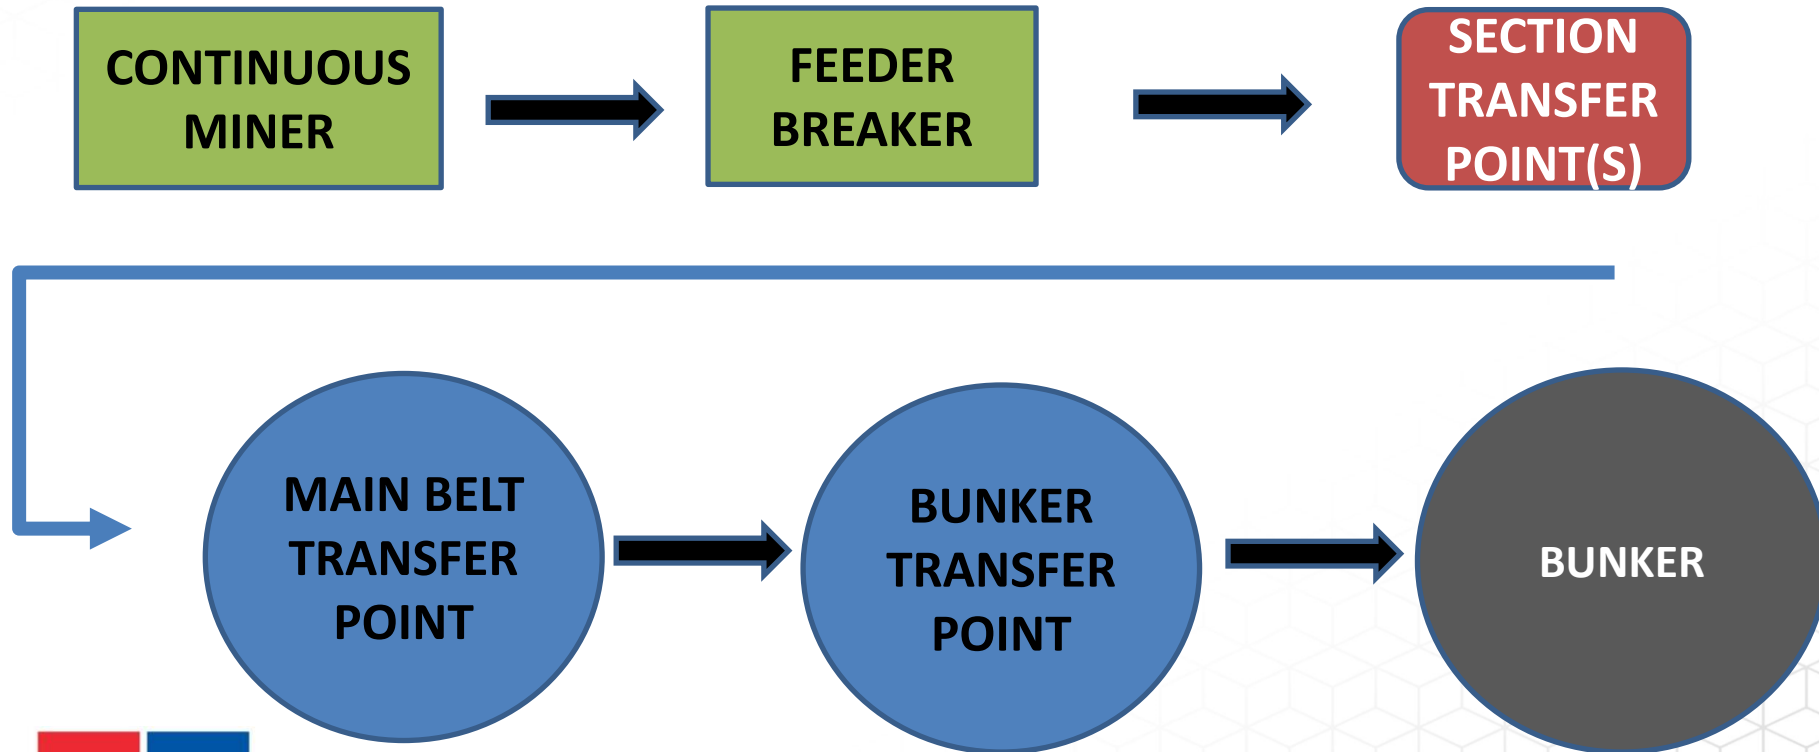 CONTINUOUS
MINER
FEEDER
BREAKER
SECTION
TRANSFER
POINT(S)
MAIN BELT
TRANSFER
POINT
BUNKER
TRANSFER
POINT
BUNKER